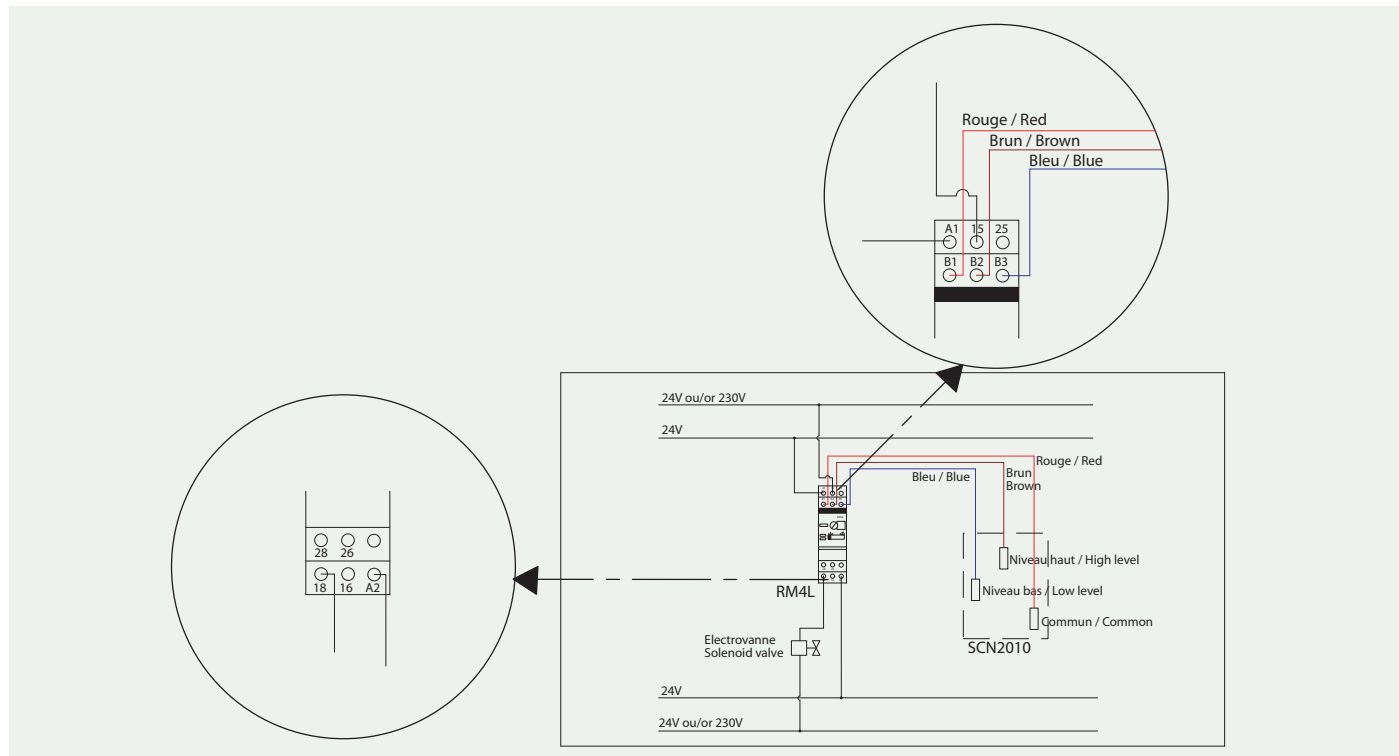 Rouge / Red
Brun / Brown
Bleu / Blue
A1 15 25
B1 B2 B3
24V ou/or 230V
24V
Rouge / Red
Bleu / Blue
Brun
Brown
28 26
18 16 A2
Niveau haut / High level
Niveau bas / Low level
Commun / Common
SCN2010
RM4L
Electrovanne
Solenoid valve
24V
24V ou/or 230V